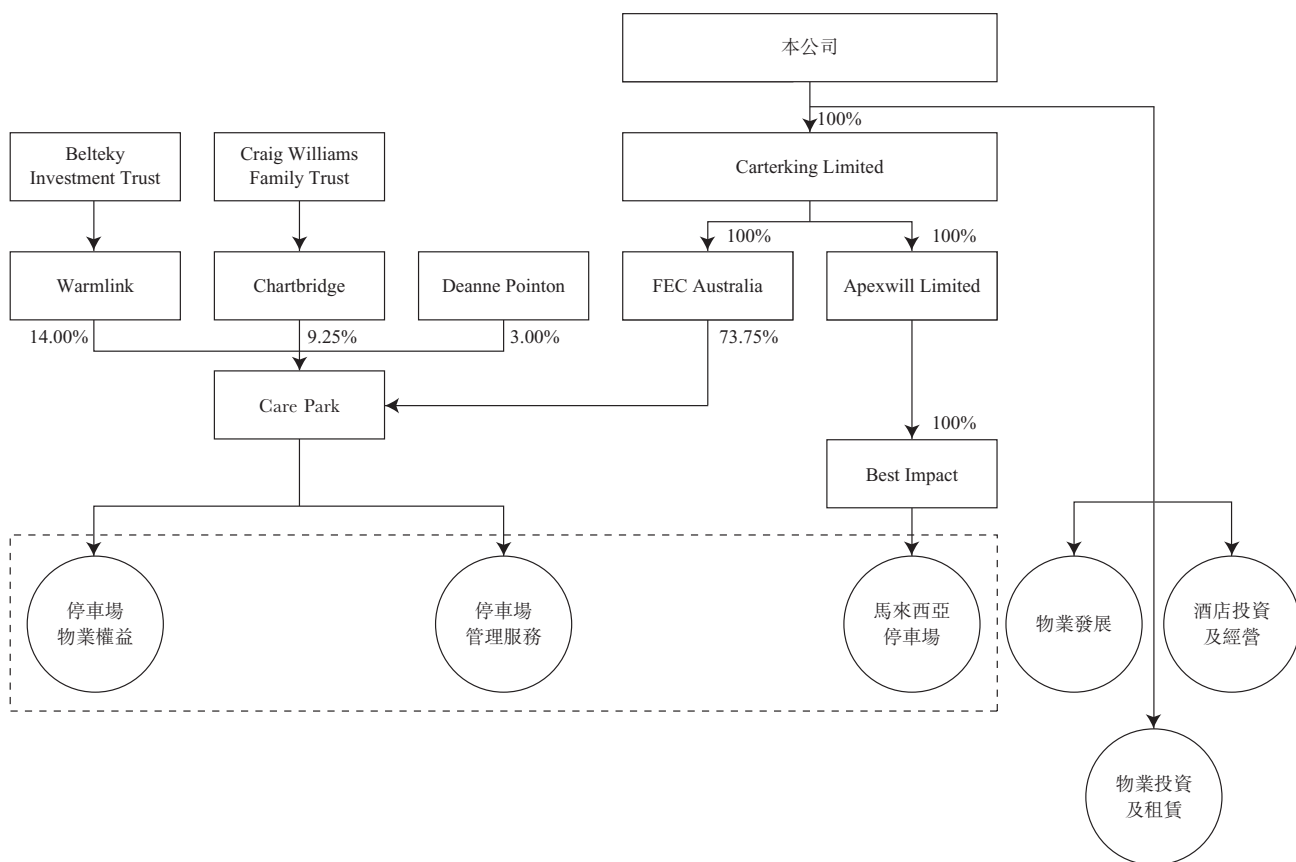 本公司
100%
Belteky
Investment Trust
Craig Williams
Family Trust
Carterking Limited
100%
100%
Warmlink
Chartbridge
Deanne Pointon
FEC Australia
Apexwill Limited
14.00%
9.25%
3.00%
73.75%
Care Park
100%
Best Impact
停車場
物業權益
停車場
管理服務
馬來西亞
停車場
物業發展
酒店投資
及經營
物業投資
及租賃